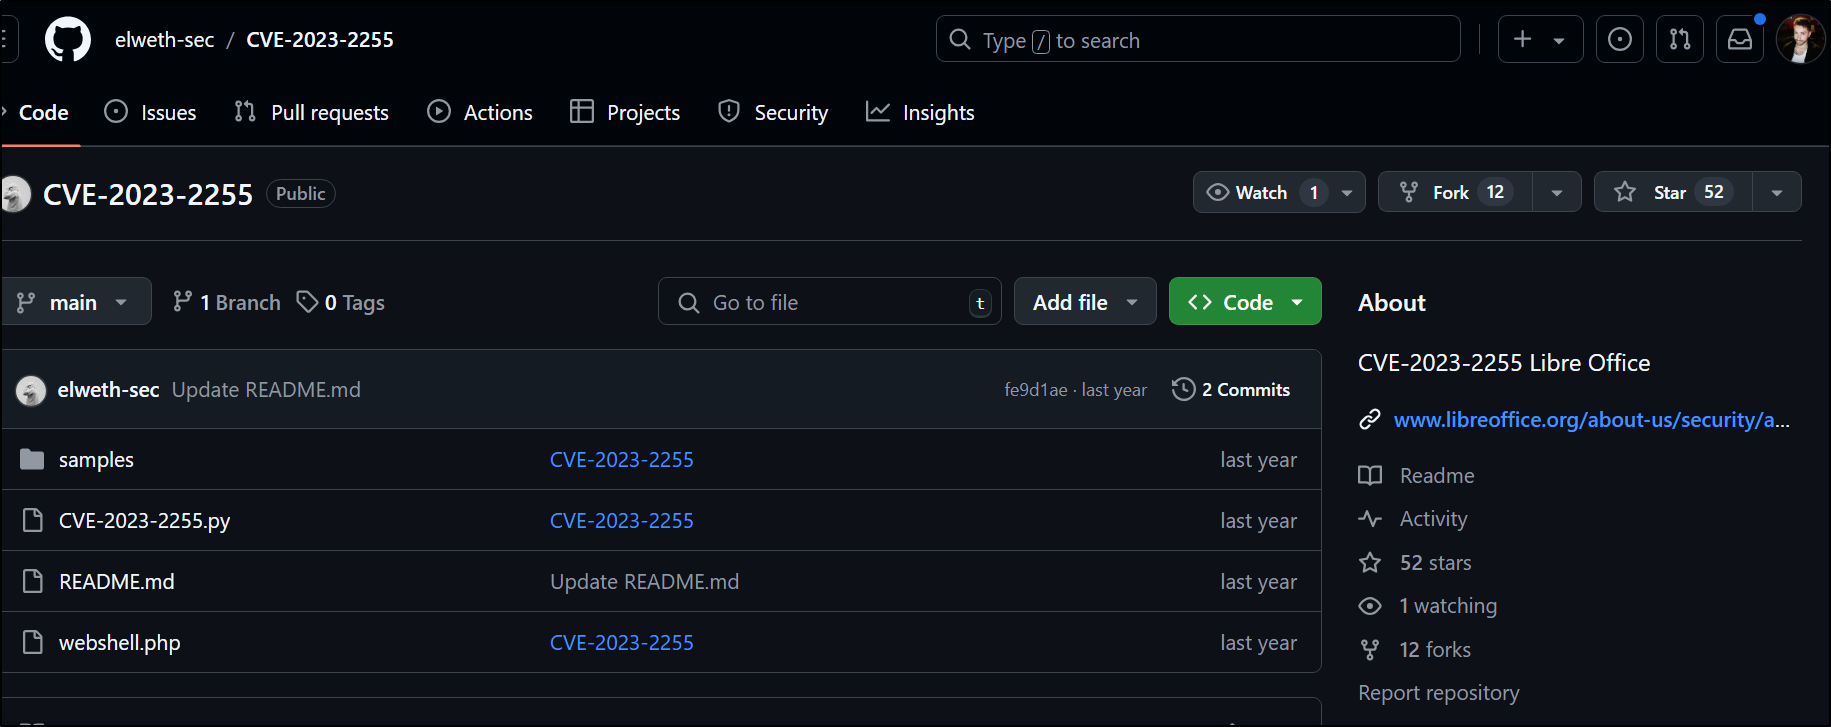 elweth-sec / CVE-2023-2255
Type / to search
Code Issues Pull requests Actions Projects Security Insights
CVE-2023-2255 Public
Watch 1 Fork 12 Star 52
main 1 Branch 0 Tags Go to file t Add file Code
elweth-sec Update README.md fe9d1ae · last year 2 Commits
samples CVE-2023-2255 last year
CVE-2023-2255.py CVE-2023-2255 last year
README.md Update README.md last year
webshell.php CVE-2023-2255 last year
About
CVE-2023-2255 Libre Office
www.libreoffice.org/about-us/security/a...
Readme
Activity
52 stars
1 watching
12 forks
Report repository